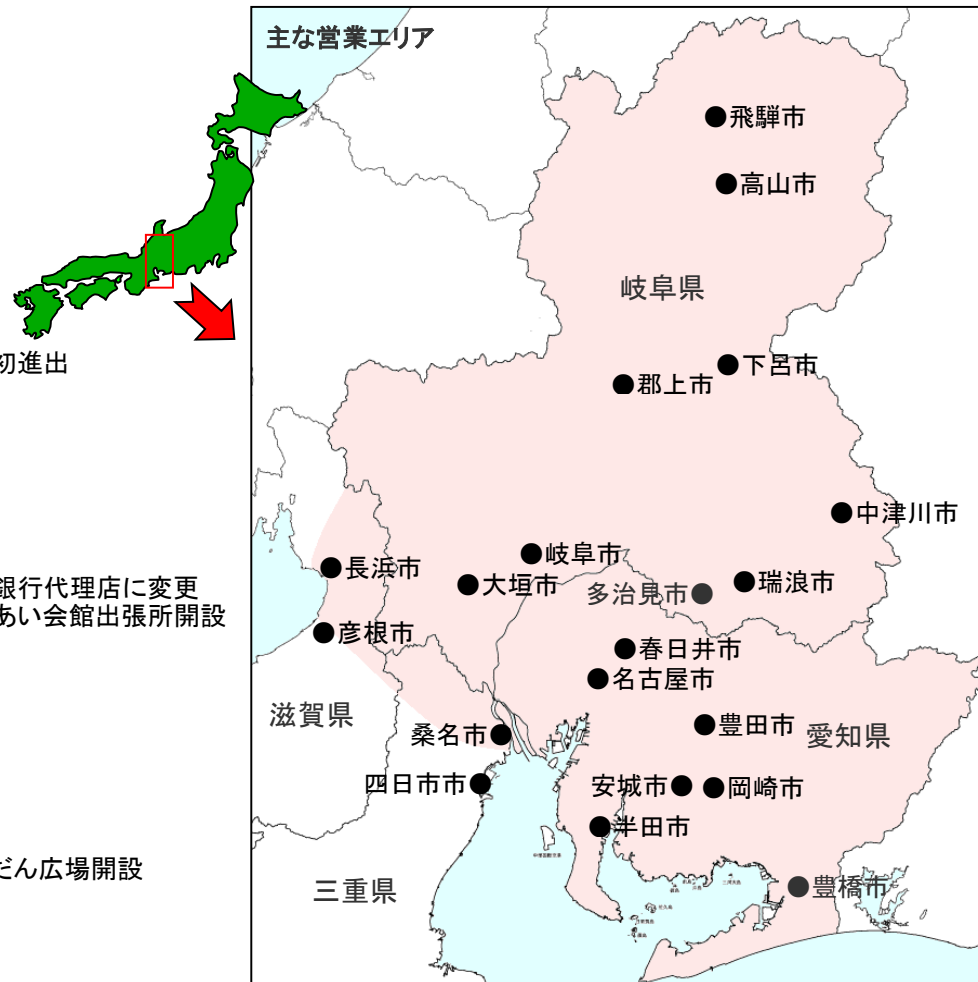 主な営業エリア
飛騨市
高山市
岐阜県
初進出
下呂市
郡上市
中津川市
岐阜市
長浜市
大垣市
瑞浪市
多治見市
銀行代理店に変更
あい会館出張所開設
彦根市
春日井市
名古屋市
滋賀県
豊田市
桑名市
愛知県
四日市市
安城市
岡崎市
半田市
だん広場開設
三重県
豊橋市